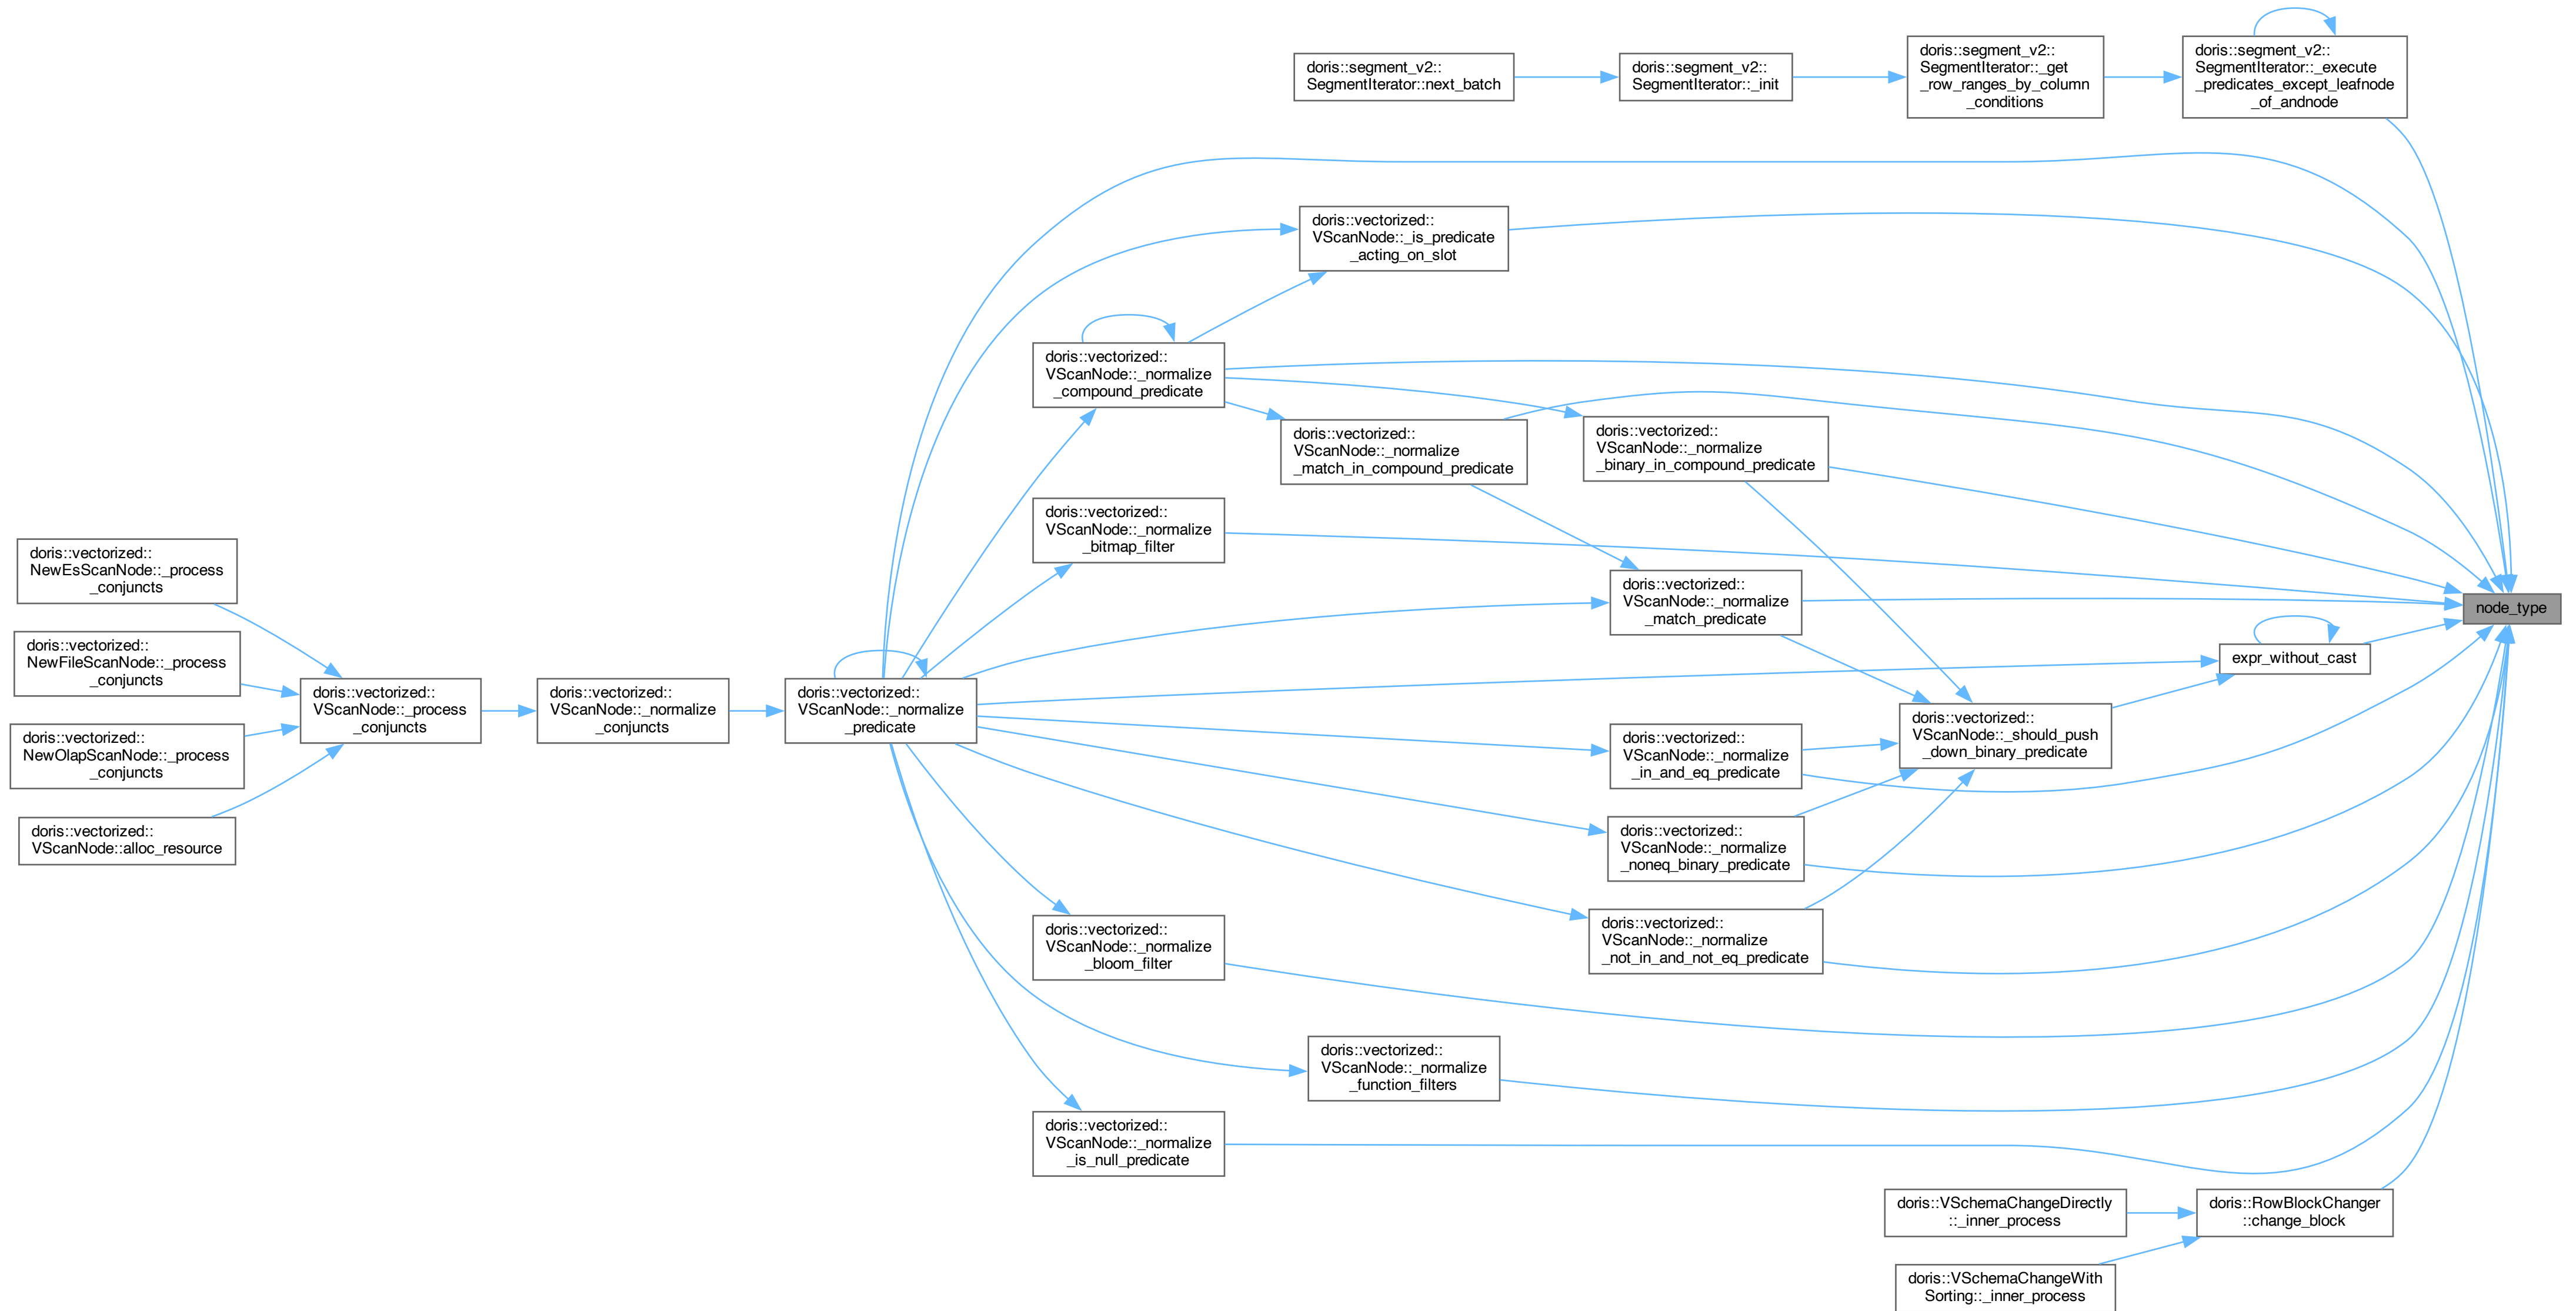 doris::segment_v2::
SegmentIterator::next_batch
doris::segment_v2::
SegmentIterator::_init
doris::segment_v2::
SegmentIterator::_get
_row_ranges_by_column
_conditions
doris::segment_v2::
SegmentIterator::_execute
_predicates_except_leafnode
_of_andnode
doris::vectorized::
VScanNode::_is_predicate
_acting_on_slot
doris::vectorized::
VScanNode::_normalize
_compound_predicate
doris::vectorized::
VScanNode::_normalize
_match_in_compound_predicate
doris::vectorized::
VScanNode::_normalize
_binary_in_compound_predicate
doris::vectorized::
VScanNode::_normalize
_bitmap_filter
doris::vectorized::
NewEsScanNode::_process
_conjuncts
doris::vectorized::
VScanNode::_normalize
_match_predicate
node_type
doris::vectorized::
NewFileScanNode::_process
_conjuncts
expr_without_cast
doris::vectorized::
VScanNode::_process
_conjuncts
doris::vectorized::
VScanNode::_normalize
_conjuncts
doris::vectorized::
VScanNode::_normalize
_predicate
doris::vectorized::
VScanNode::_should_push
_down_binary_predicate
doris::vectorized::
NewOlapScanNode::_process
_conjuncts
doris::vectorized::
VScanNode::_normalize
_in_and_eq_predicate
doris::vectorized::
VScanNode::alloc_resource
doris::vectorized::
VScanNode::_normalize
_noneq_binary_predicate
doris::vectorized::
VScanNode::_normalize
_bloom_filter
doris::vectorized::
VScanNode::_normalize
_not_in_and_not_eq_predicate
doris::vectorized::
VScanNode::_normalize
_function_filters
doris::vectorized::
VScanNode::_normalize
_is_null_predicate
doris::VSchemaChangeDirectly
::_inner_process
doris::RowBlockChanger
::change_block
doris::VSchemaChangeWith
Sorting::_inner_process